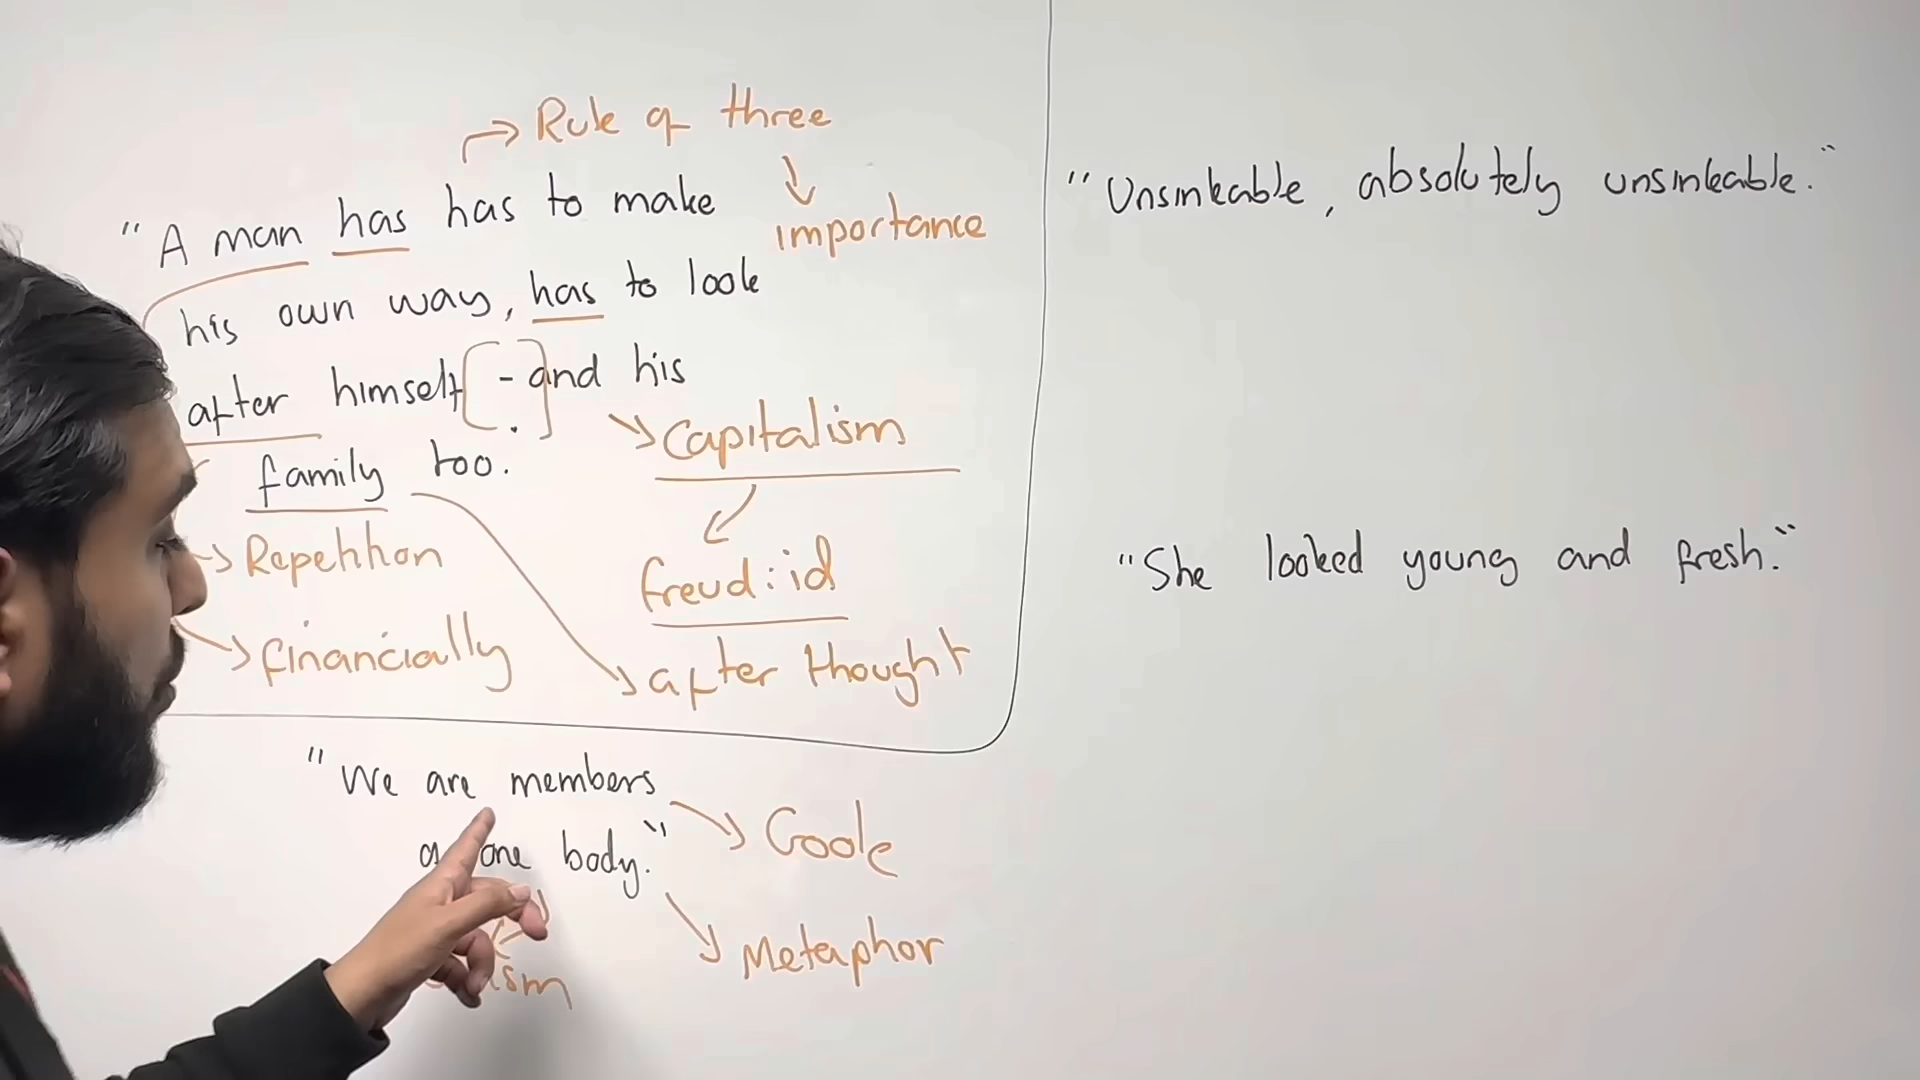 Rule of three
importance
"A man has has to make
his own way, has to look
after himself - and his
family too.
Capitalism
freud: id
Repetition
financially
after thought
"We are members
one body."
Goole
Metaphor
"Unsinkable, absolutely unsinkable."
"She looked young and fresh."